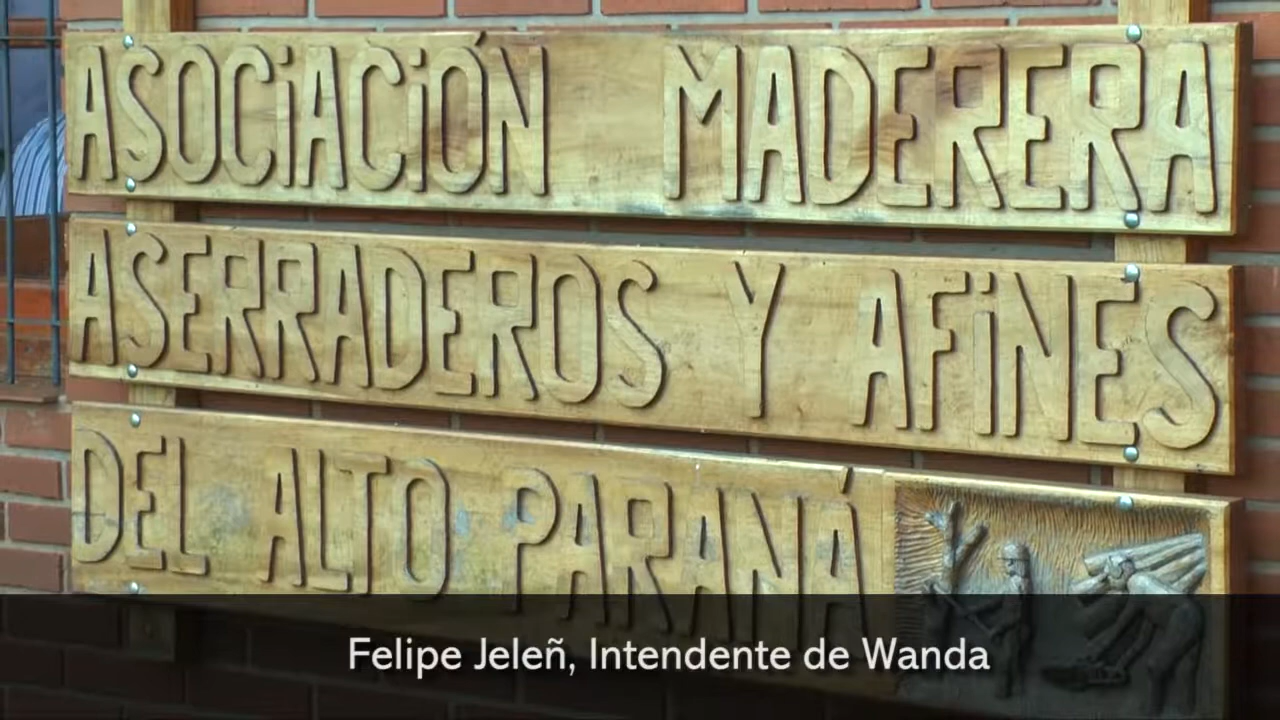 ASOCiACiÓN MADERERA
ASERRADEROS Y AFiNES
DEL ALTO PARANÁ
Felipe Jeleñ, Intendente de Wanda